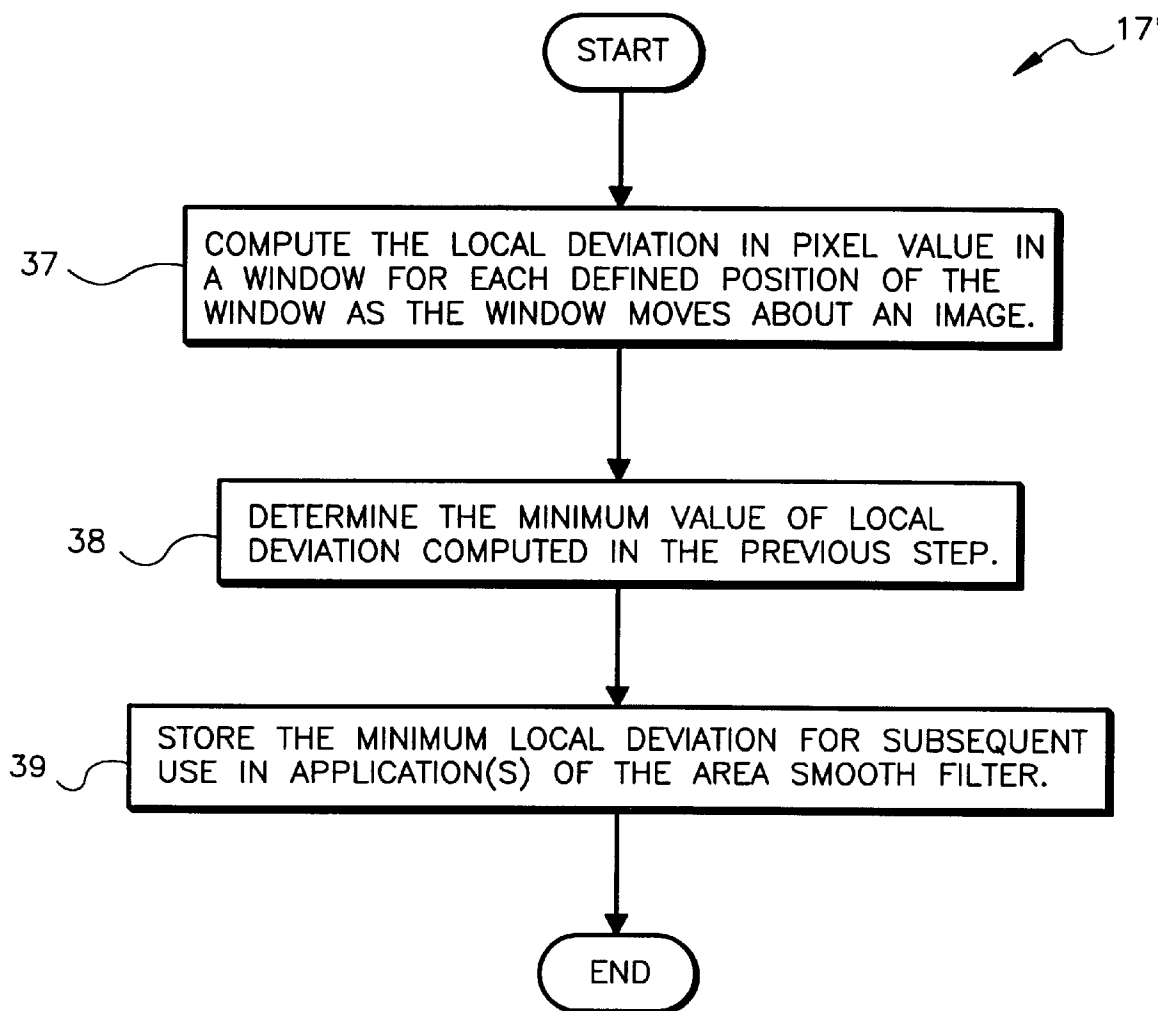 START
17'
37
COMPUTE THE LOCAL DEVIATION IN PIXEL VALUE IN
A WINDOW FOR EACH DEFINED POSITION OF THE
WINDOW AS THE WINDOW MOVES ABOUT AN IMAGE.
38
DETERMINE THE MINIMUM VALUE OF LOCAL
DEVIATION COMPUTED IN THE PREVIOUS STEP.
39
STORE THE MINIMUM LOCAL DEVIATION FOR SUBSEQUENT
USE IN APPLICATION(S) OF THE AREA SMOOTH FILTER.
END